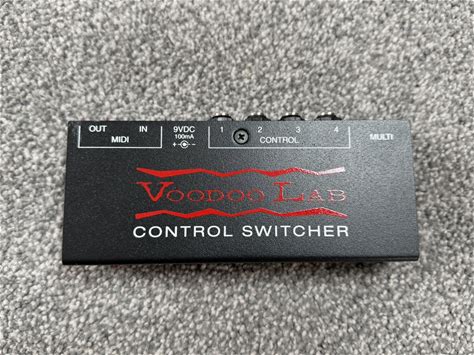 OUT IN 9VDC 1 2 3 4
MIDI 100mA CONTROL MULTI
VOODOO LAB
CONTROL SWITCHER